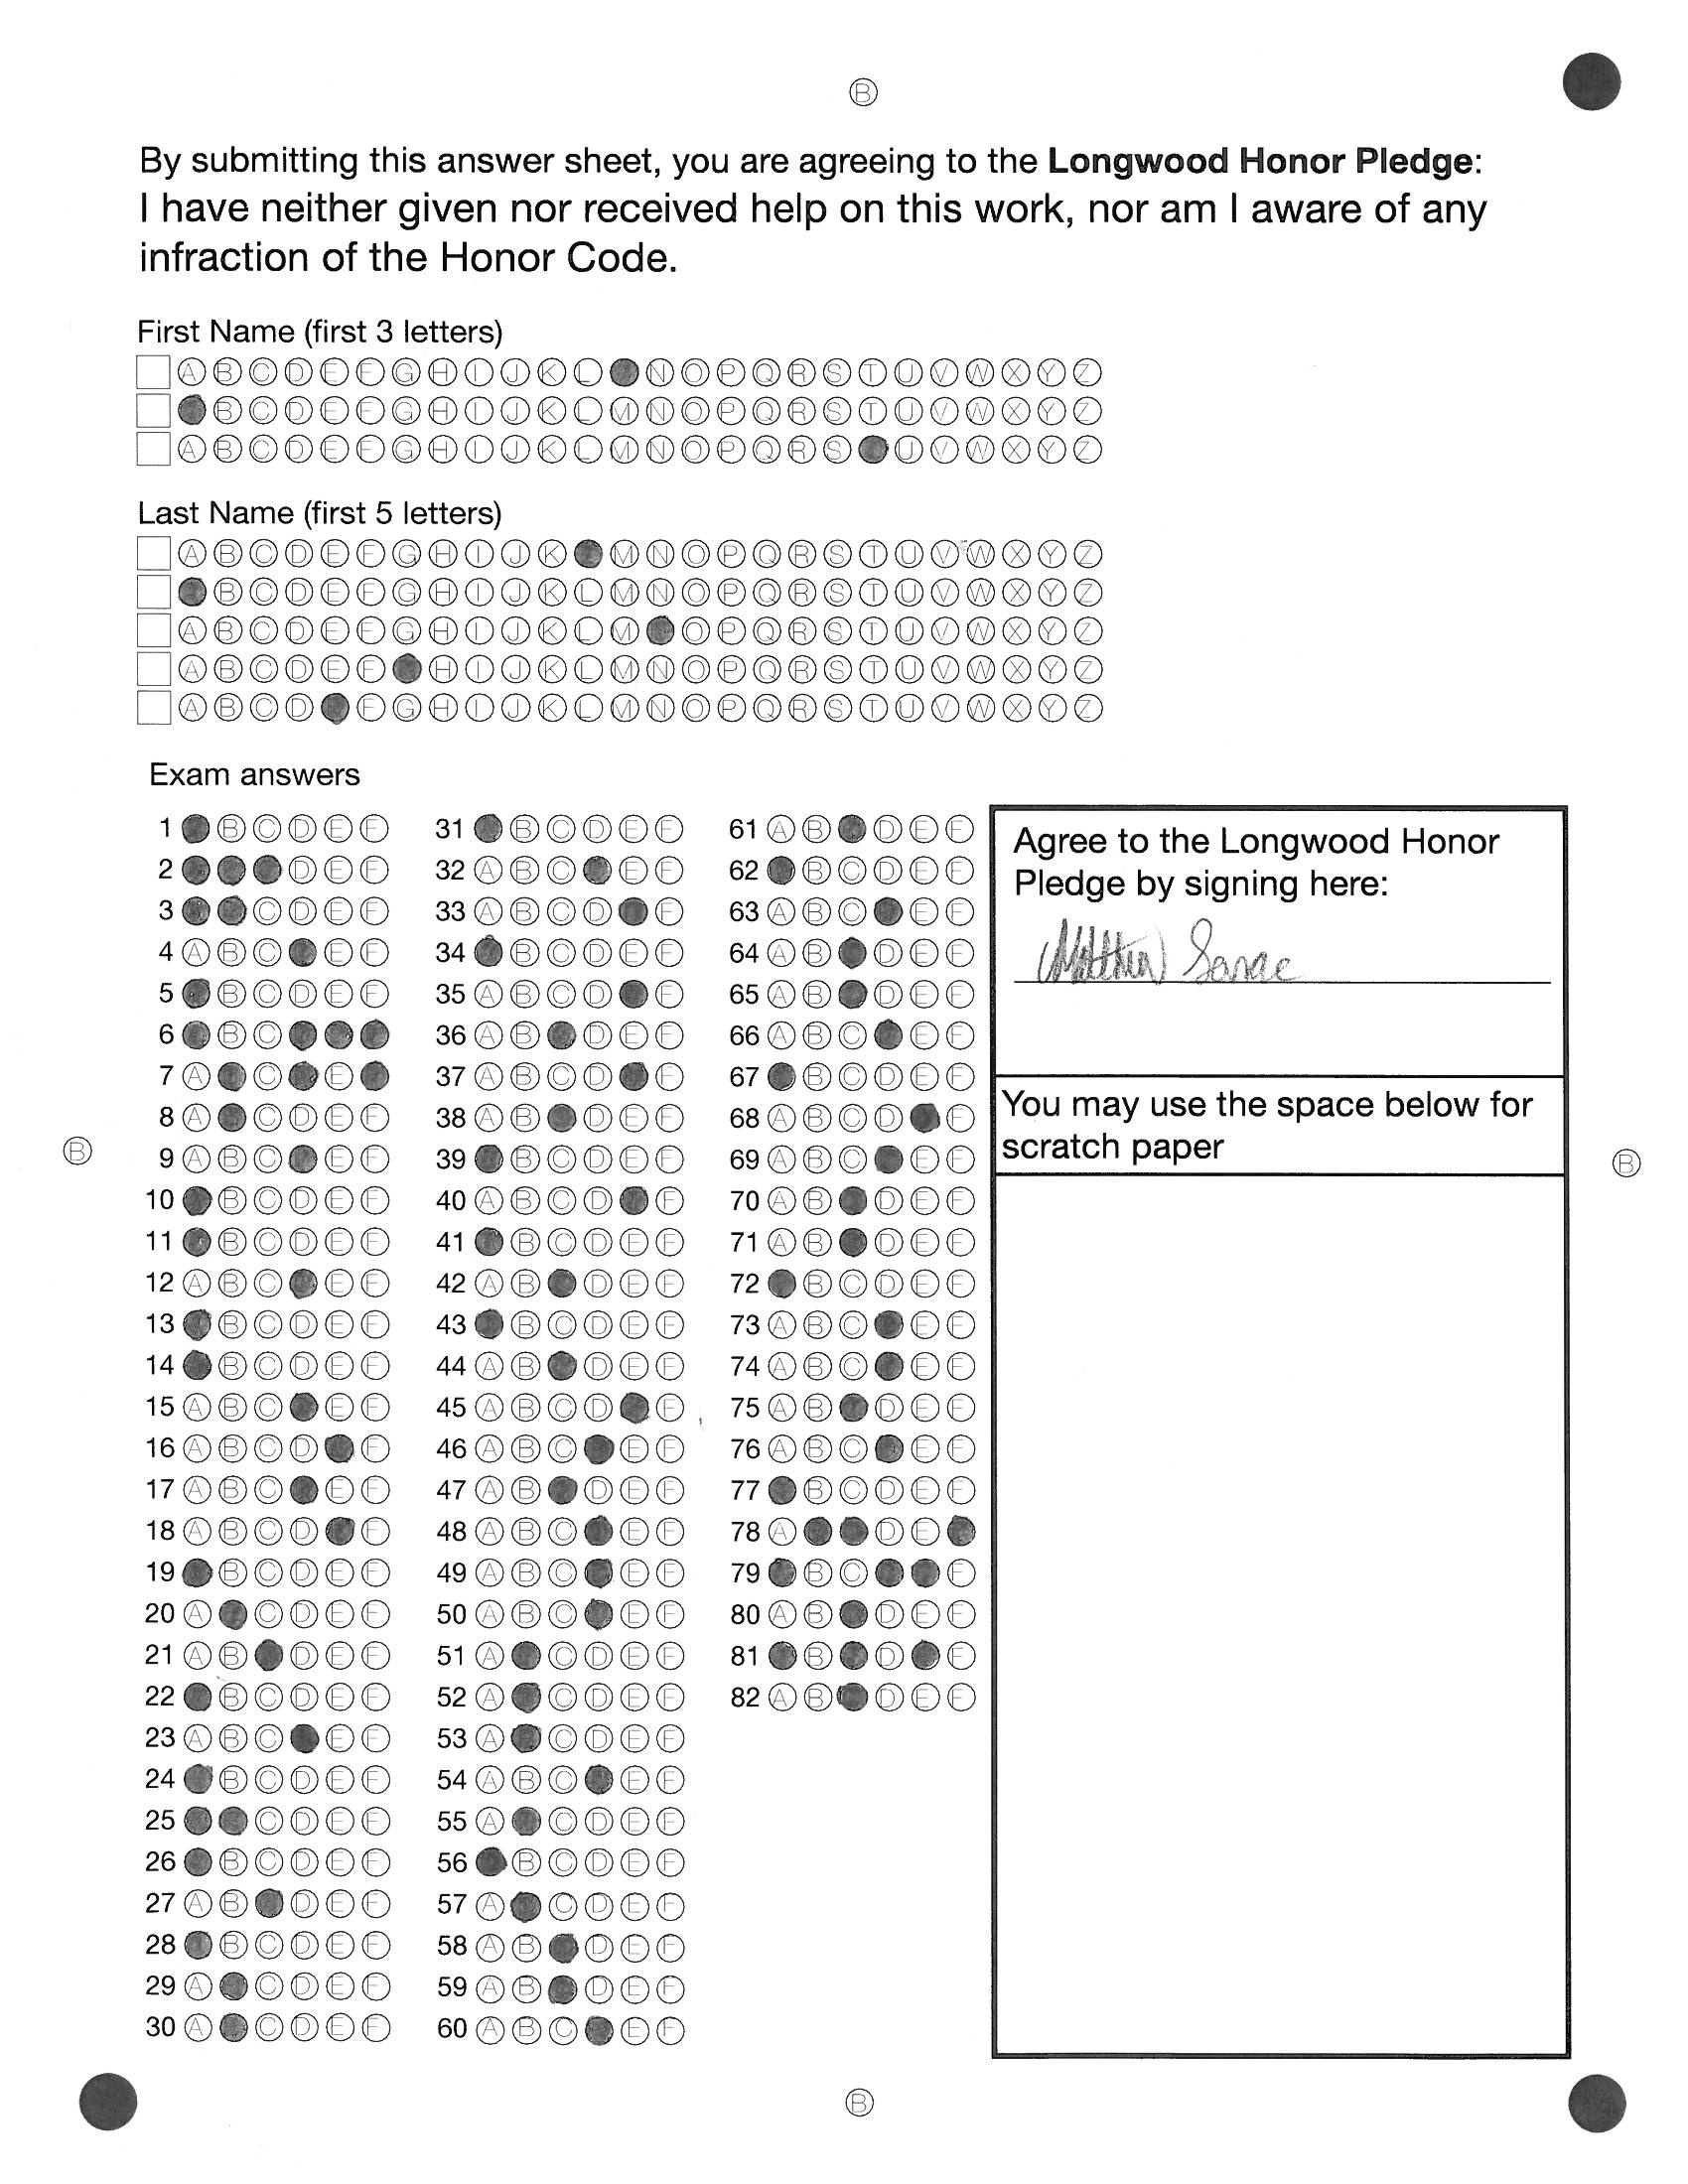 B
By submitting this answer sheet, you are agreeing to the Longwood Honor Pledge:
I have neither given nor received help on this work, nor am I aware of any
infraction of the Honor Code.
First Name (first 3 letters)
A B C D E F G H I J K L N O P Q R S T U V W X Y Z
B C D E F G H I J K L M N O P Q R S T U V W X Y Z
A B C D E F G H I J K L M N O P Q R S U V W X Y Z
Last Name (first 5 letters)
A B C D E F G H I J K M N O P Q R S T U V W X Y Z
B C D E F G H I J K L M N O P Q R S T U V W X Y Z
A B C D E F G H I J K L M O P Q R S T U V W X Y Z
A B C D E F H I J K L M N O P Q R S T U V W X Y Z
A B C D F G H I J K L M N O P Q R S T U V W X Y Z
Exam answers
1 B C D E F
2 D E F
3 C D E F
4 A B C E F
5 B C D E F
6 B C
7 A C E
8 A C D E F
9 A B C E F
10 B C D E F
11 B C D E F
12 A B C E F
13 B C D E F
14 B C D E F
15 A B C E F
16 A B C D F
17 A B C E F
18 A B C D F
19 B C D E F
20 A C D E F
21 A B D E F
22 B C D E F
23 A B C E F
24 B C D E F
25 C D E F
26 B C D E F
27 A B D E F
28 B C D E F
29 A C D E F
30 A C D E F
31 B C D E F
32 A B C E F
33 A B C D F
34 B C D E F
35 A B C D F
36 A B D E F
37 A B C D F
38 A B D E F
39 B C D E F
40 A B C D F
41 B C D E F
42 A B D E F
43 B C D E F
44 A B D E F
45 A B C D F
46 A B C E F
47 A B D E F
48 A B C E F
49 A B C E F
50 A B C E F
51 A C D E F
52 A C D E F
53 A C D E F
54 A B C E F
55 A C D E F
56 B C D E F
57 A C D E F
58 A B D E F
59 A B D E F
60 A B C E F
61 A B D E F
62 B C D E F
63 A B C E F
64 A B D E F
65 A B D E F
66 A B C E F
67 B C D E F
68 A B C D F
69 A B C E F
70 A B D E F
71 A B D E F
72 B C D E F
73 A B C E F
74 A B C E F
75 A B D E F
76 A B C E F
77 B C D E F
78 A D E
79 B C F
80 A B D E F
81 B D F
82 A B D E F
Agree to the Longwood Honor
Pledge by signing here:
You may use the space below for
scratch paper
B
B
B